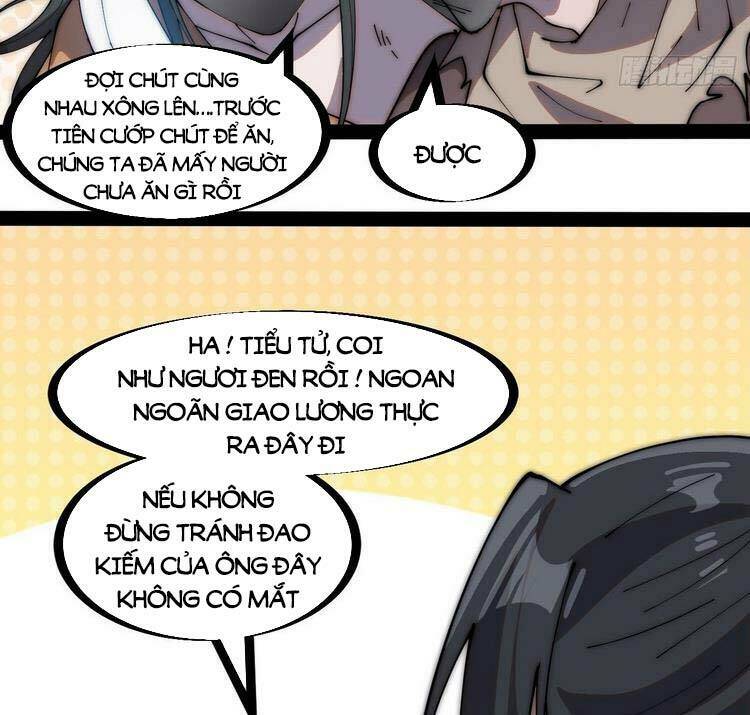 ĐỢI CHÚT CÙNG
NHAU XÔNG LÊN...TRƯỚC
TIÊN CƯỚP CHÚT ĐỂ ĂN,
CHÚNG TA ĐÃ MẤY NGƯỜI
CHƯA ĂN GÌ RỒI
ĐƯỢC
HA! TIỂU TỬ, COI
NHƯ NGƯƠI ĐEN RỒI! NGOAN
NGOÃN GIAO LƯƠNG THỰC
RA ĐÂY ĐI
NẾU KHÔNG
ĐỪNG TRÁNH ĐAO
KIẾM CỦA ÔNG ĐÂY
KHÔNG CÓ MẮT